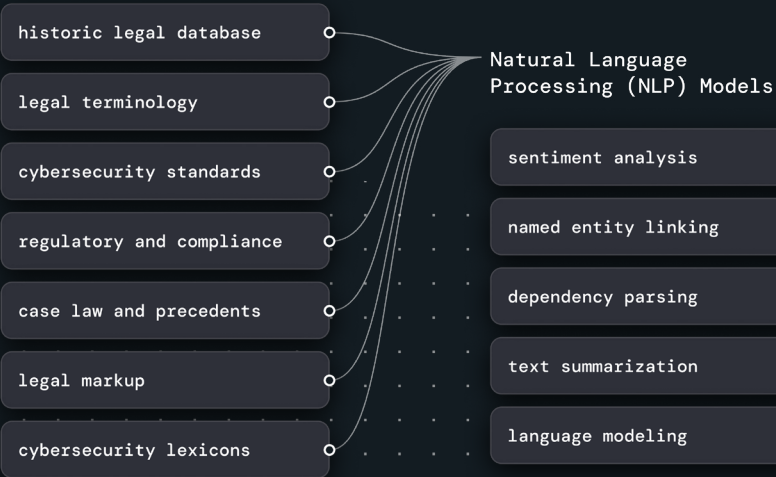 historic legal database
legal terminology
cybersecurity standards
regulatory and compliance
case law and precedents
legal markup
cybersecurity lexicons
Natural Language
Processing (NLP) Models
sentiment analysis
named entity linking
dependency parsing
text summarization
language modeling